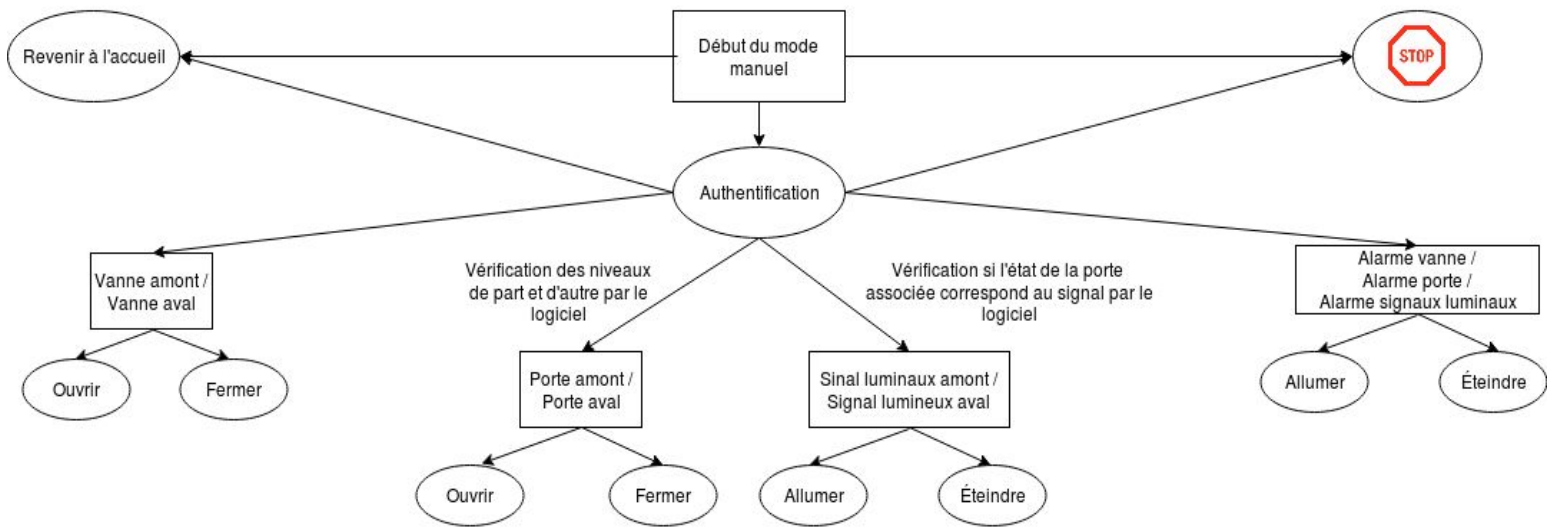 Revenir à l'accueil
Début du mode
manuel
STOP
Authentification
Vanne amont /
Vanne aval
Vérification des niveaux
de part et d'autre par le
logiciel
Vérification si l'état de la porte
associée correspond au signal par le
logiciel
Alarme vanne /
Alarme porte /
Alarme signaux luminaux
Ouvrir
Fermer
Porte amont /
Porte aval
Sinal luminaux amont /
Signal lumineux aval
Allumer
Éteindre
Ouvrir
Fermer
Allumer
Éteindre